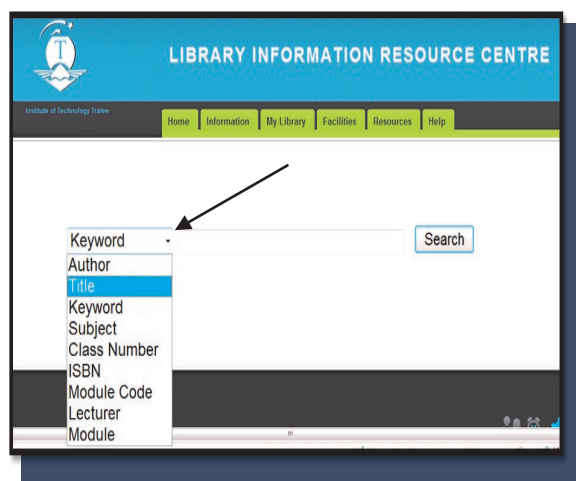 T
LIBRARY INFORMATION RESOURCE CENTRE
Institute of Technology Tralee
Home Information My Library Facilities Resources Help
Keyword Search
Author
Title
Keyword
Subject
Class Number
ISBN
Module Code
Lecturer
Module